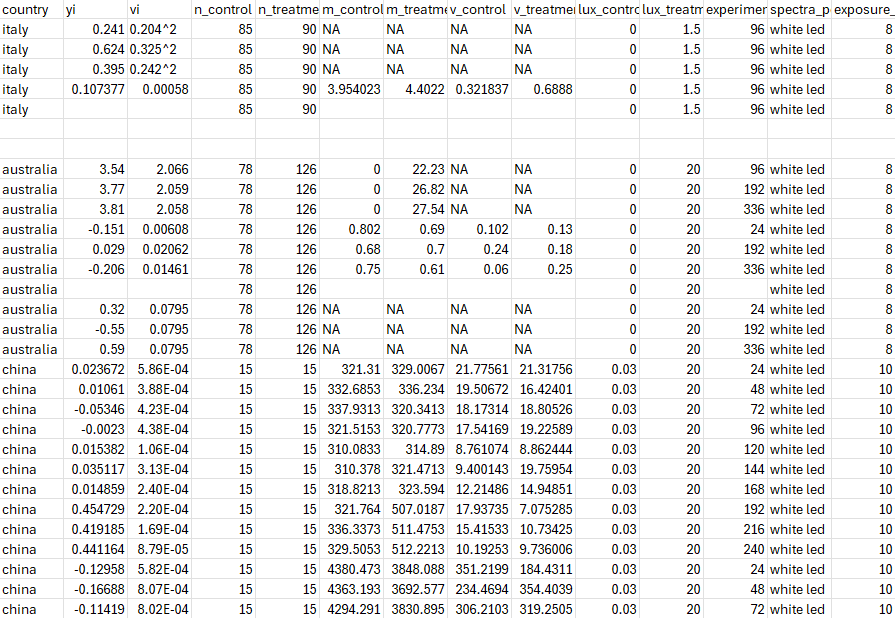 country yi vi n_control n_treatme m_control m_treatme v_control v_treatmer lux_contro lux_treatm experimer spectra_p exposure_
italy 0.241 0.204^2 85 90 NA NA NA NA 0 1.5 96 white led 8
italy 0.624 0.325^2 85 90 NA NA NA NA 0 1.5 96 white led 8
italy 0.395 0.242^2 85 90 NA NA NA NA 0 1.5 96 white led 8
italy 0.107377 0.00058 85 90 3.954023 4.4022 0.321837 0.6888 0 1.5 96 white led 8
italy 85 90 0 1.5 96 white led 8
australia 3.54 2.066 78 126 0 22.23 NA NA 0 20 96 white led 8
australia 3.77 2.059 78 126 0 26.82 NA NA 0 20 192 white led 8
australia 3.81 2.058 78 126 0 27.54 NA NA 0 20 336 white led 8
australia -0.151 0.00608 78 126 0.802 0.69 0.102 0.13 0 20 24 white led 8
australia 0.029 0.02062 78 126 0.68 0.7 0.24 0.18 0 20 192 white led 8
australia -0.206 0.01461 78 126 0.75 0.61 0.06 0.25 0 20 336 white led 8
australia 78 126 0 20 white led 8
australia 0.32 0.0795 78 126 NA NA NA NA 0 20 24 white led 8
australia -0.55 0.0795 78 126 NA NA NA NA 0 20 192 white led 8
australia 0.59 0.0795 78 126 NA NA NA NA 0 20 336 white led 8
china 0.023672 5.86E-04 15 15 321.31 329.0067 21.77561 21.31756 0.03 20 24 white led 10
china 0.01061 3.88E-04 15 15 332.6853 336.234 19.50672 16.42401 0.03 20 48 white led 10
china -0.05346 4.23E-04 15 15 337.9313 320.3413 18.17314 18.80526 0.03 20 72 white led 10
china -0.0023 4.38E-04 15 15 321.5153 320.7773 17.54169 19.22589 0.03 20 96 white led 10
china 0.015382 1.06E-04 15 15 310.0833 314.89 8.761074 8.862444 0.03 20 120 white led 10
china 0.035117 3.13E-04 15 15 310.378 321.4713 9.400143 19.75954 0.03 20 144 white led 10
china 0.014859 2.40E-04 15 15 318.8213 323.594 12.21486 14.94851 0.03 20 168 white led 10
china 0.454729 2.20E-04 15 15 321.764 507.0187 17.93735 7.075285 0.03 20 192 white led 10
china 0.419185 1.69E-04 15 15 336.3373 511.4753 15.41533 10.73425 0.03 20 216 white led 10
china 0.441164 8.79E-05 15 15 329.5053 512.2213 10.19253 9.736006 0.03 20 240 white led 10
china -0.12958 5.82E-04 15 15 4380.473 3848.088 351.2199 184.4311 0.03 20 24 white led 10
china -0.16688 8.07E-04 15 15 4363.193 3692.577 234.4694 354.4039 0.03 20 48 white led 10
china -0.11419 8.02E-04 15 15 4294.291 3830.895 306.2103 319.2505 0.03 20 72 white led 10